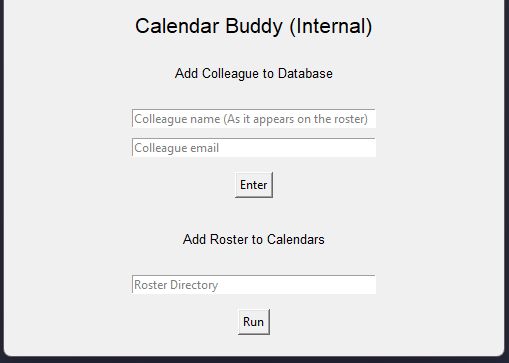 Calendar Buddy (Internal)
Add Colleague to Database
Colleague name (As it appears on the roster)
Colleague email
Enter
Add Roster to Calendars
Roster Directory
Run